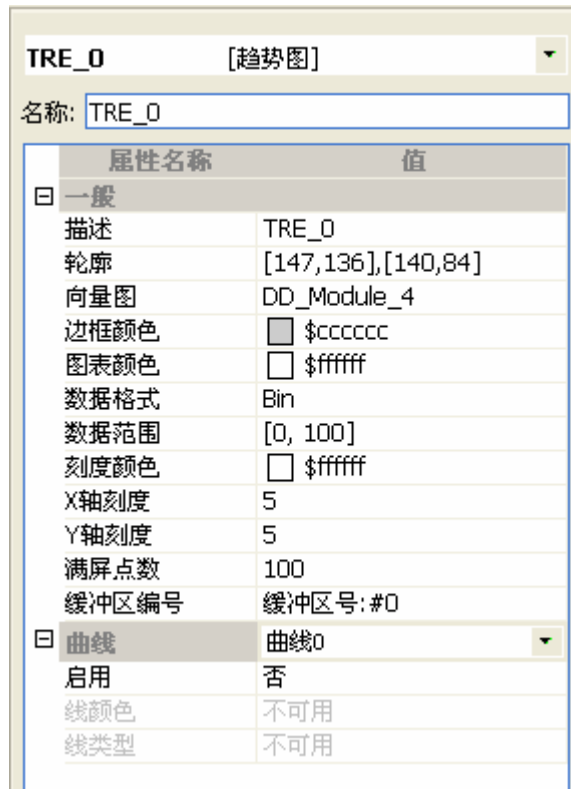 TRE_0 [趋势图]
名称: TRE_0
属性名称 值
一般
描述 TRE_0
轮廓 [147,136],[140,84]
向量图 DD_Module_4
边框颜色 $cccccc
图表颜色 $ffffff
数据格式 Bin
数据范围 [0, 100]
刻度颜色 $ffffff
X轴刻度 5
Y轴刻度 5
满屏点数 100
缓冲区编号 缓冲区号:#0
曲线 曲线0
启用 否
线颜色 不可用
线类型 不可用